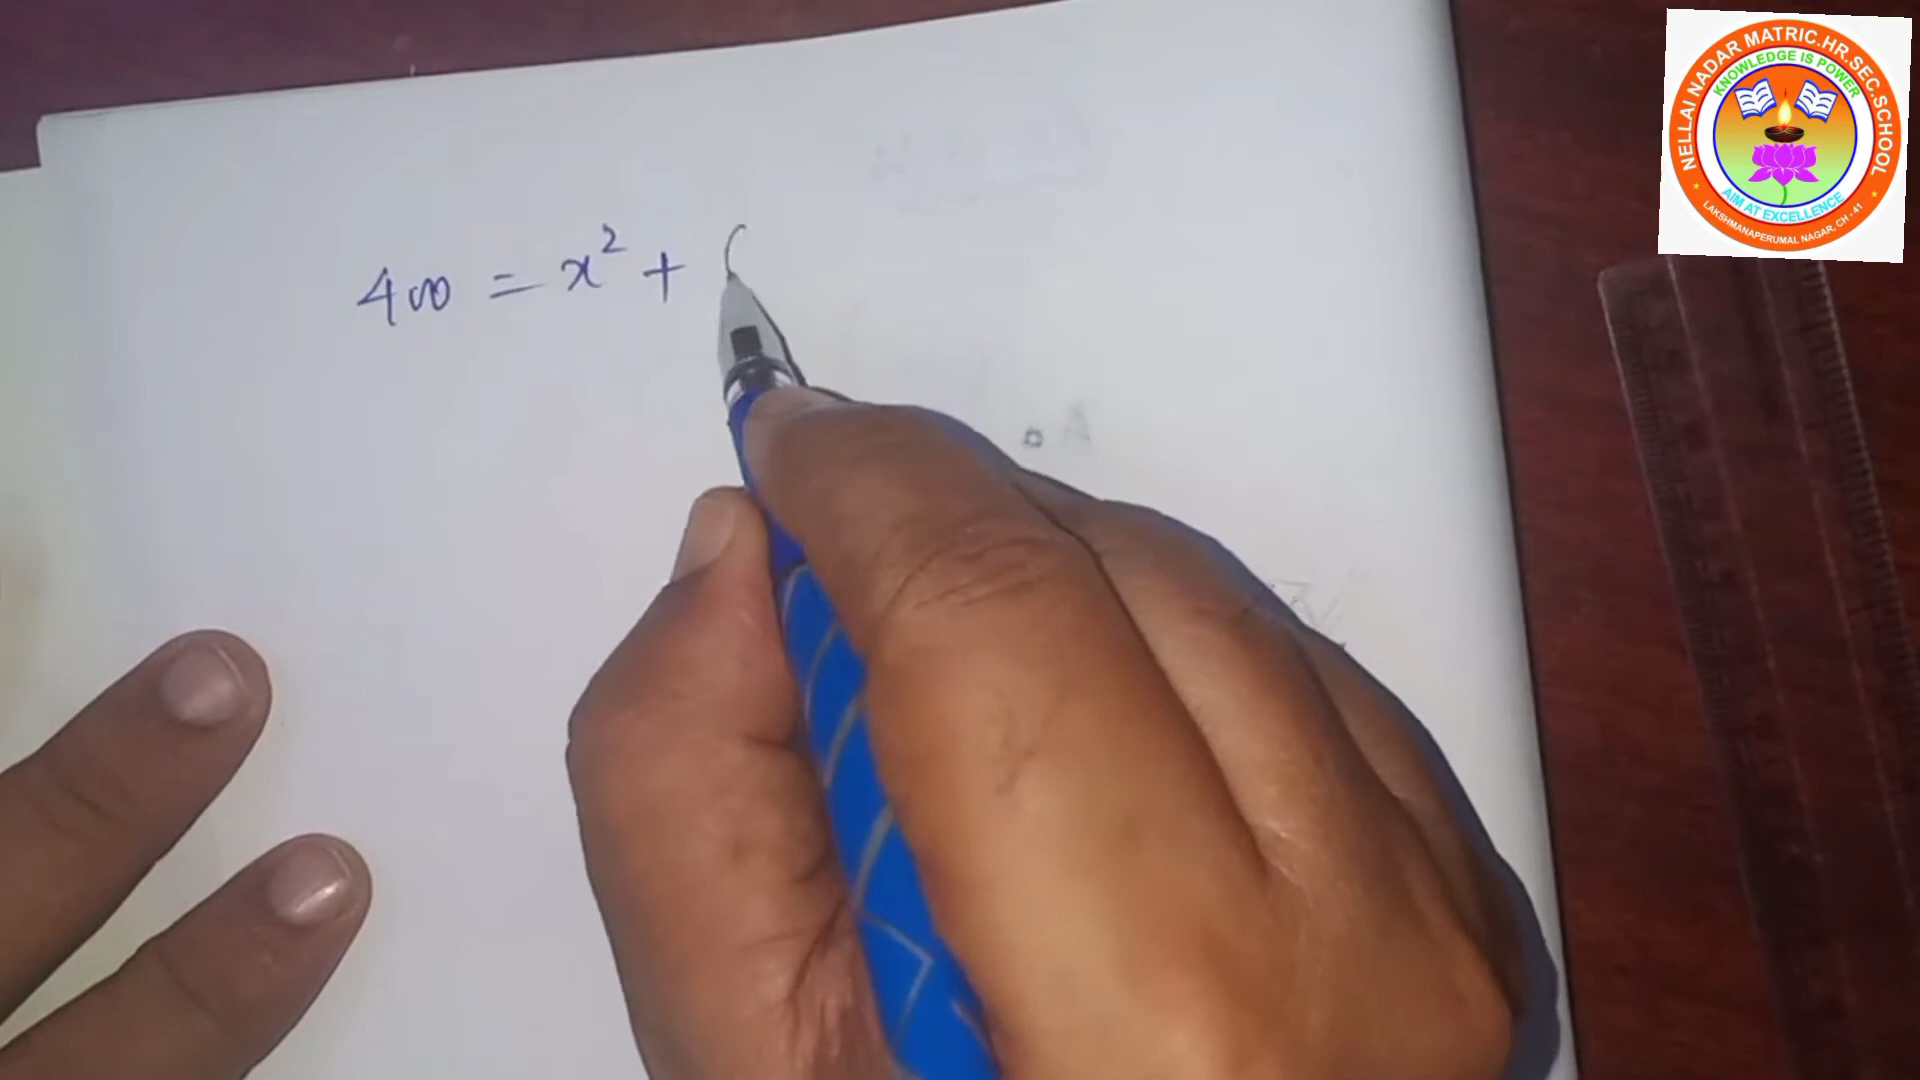 400 = x² + (
NELLAI NADAR MATRIC.HR.SEC.SCHOOL
KNOWLEDGE IS POWER
AIM AT EXCELLENCE
LAKSHMANAPERUMAL NAGAR, CH - 41
A